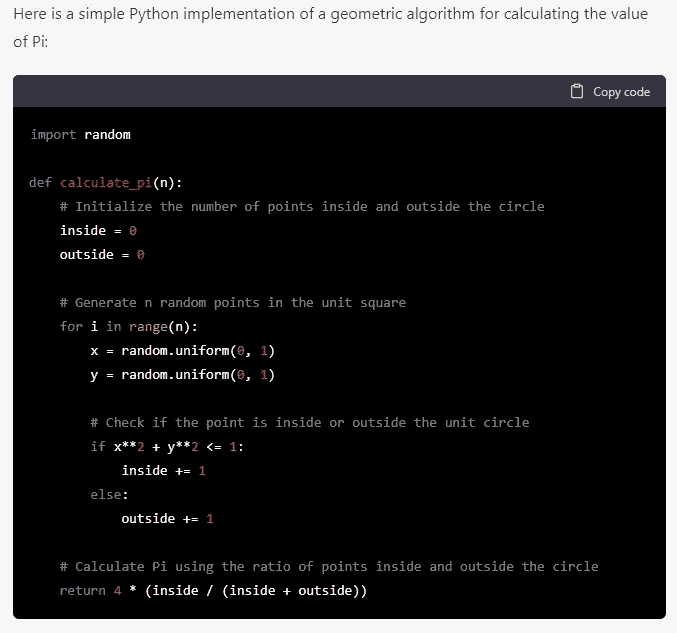 Here is a simple Python implementation of a geometric algorithm for calculating the value
of Pi:
Copy code
import random
def calculate_pi(n):
    # Initialize the number of points inside and outside the circle
    inside = 0
    outside = 0
    # Generate n random points in the unit square
    for i in range(n):
        x = random.uniform(0, 1)
        y = random.uniform(0, 1)
        # Check if the point is inside or outside the unit circle
        if x**2 + y**2 <= 1:
            inside += 1
        else:
            outside += 1
    # Calculate Pi using the ratio of points inside and outside the circle
    return 4 * (inside / (inside + outside))